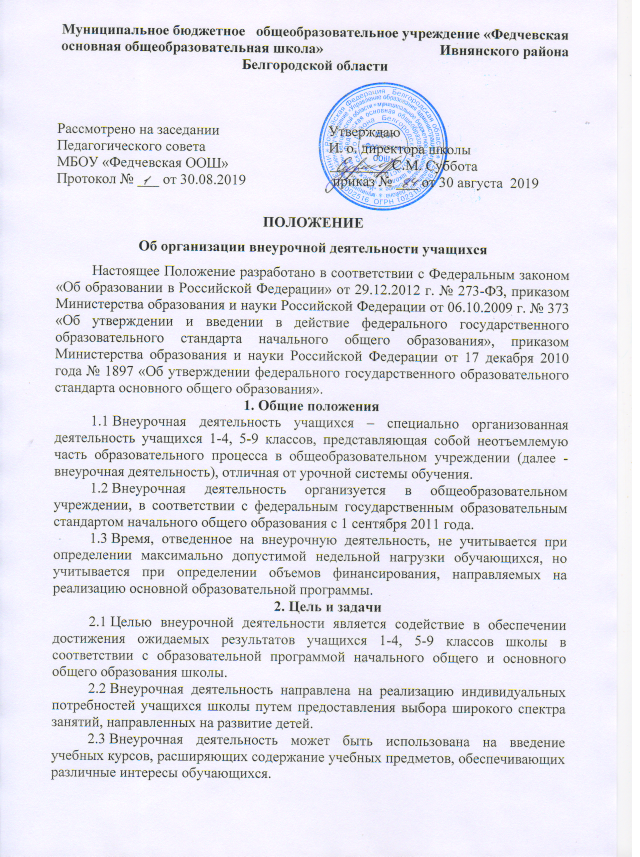 Муниципальное бюджетное общеобразовательное учреждение «Федчевская
основная общеобразовательная школа» Ивнянского района
Белгородской области
Рассмотрено на заседании
Педагогического совета
МБОУ «Федчевская ООШ»
Протокол № 1 от 30.08.2019
Утверждаю
И. о. директора школы
С.М. Суббота
приказ № от 30 августа 2019
ПОЛОЖЕНИЕ
Об организации внеурочной деятельности учащихся
Настоящее Положение разработано в соответствии с Федеральным законом
«Об образовании в Российской Федерации» от 29.12.2012 г. № 273-ФЗ, приказом
Министерства образования и науки Российской Федерации от 06.10.2009 г. № 373
«Об утверждении и введении в действие федерального государственного
образовательного стандарта начального общего образования», приказом
Министерства образования и науки Российской Федерации от 17 декабря 2010
года № 1897 «Об утверждении федерального государственного образовательного
стандарта основного общего образования».
1. Общие положения
1.1 Внеурочная деятельность учащихся – специально организованная
деятельность учащихся 1-4, 5-9 классов, представляющая собой неотъемлемую
часть образовательного процесса в общеобразовательном учреждении (далее -
внеурочная деятельность), отличная от урочной системы обучения.
1.2 Внеурочная деятельность организуется в общеобразовательном
учреждении, в соответствии с федеральным государственным образовательным
стандартом начального общего образования с 1 сентября 2011 года.
1.3 Время, отведенное на внеурочную деятельность, не учитывается при
определении максимально допустимой недельной нагрузки обучающихся, но
учитывается при определении объемов финансирования, направляемых на
реализацию основной образовательной программы.
2. Цель и задачи
2.1 Целью внеурочной деятельности является содействие в обеспечении
достижения ожидаемых результатов учащихся 1-4, 5-9 классов школы в
соответствии с образовательной программой начального общего и основного
общего образования школы.
2.2 Внеурочная деятельность направлена на реализацию индивидуальных
потребностей учащихся школы путем предоставления выбора широкого спектра
занятий, направленных на развитие детей.
2.3 Внеурочная деятельность может быть использована на введение
учебных курсов, расширяющих содержание учебных предметов, обеспечивающих
различные интересы обучающихся.